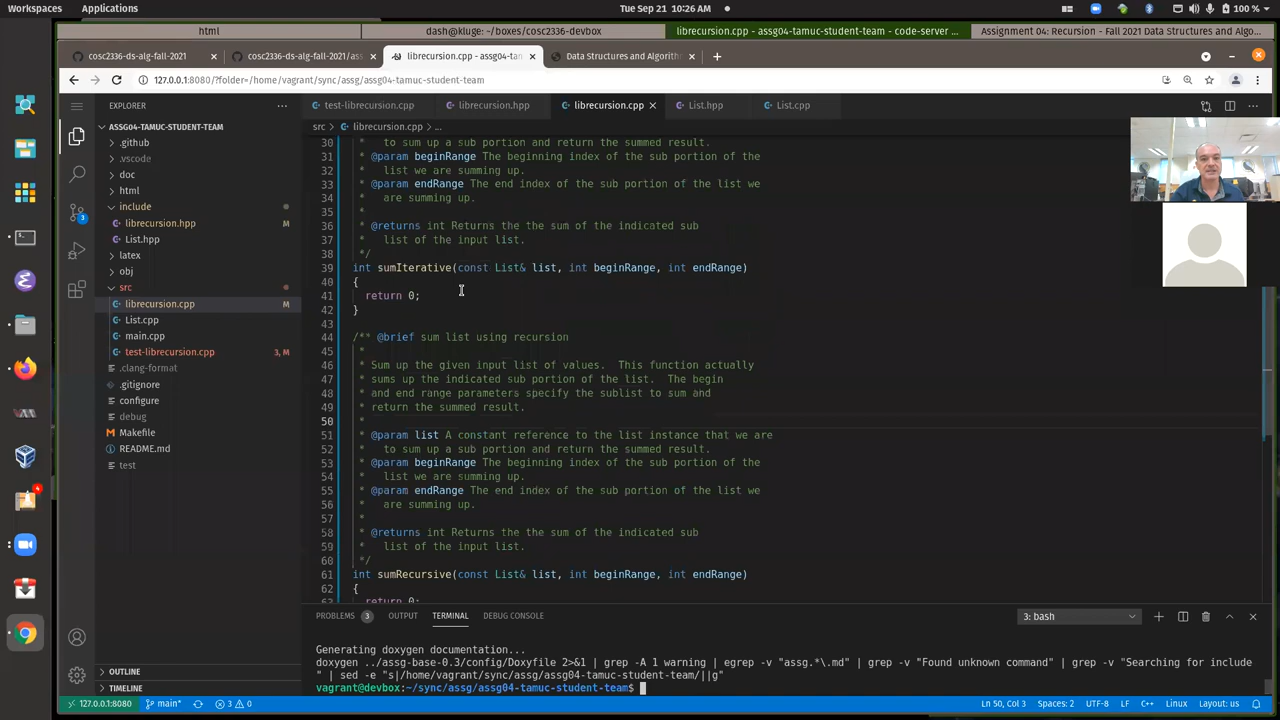 Workspaces Applications Tue Sep 21 10:26 AM 100 %
html dash@kluge: ~/boxes/cosc2336-devbox librecursion.cpp - assg04-tamuc-student-team - code-server ... Assignment 04: Recursion - Fall 2021 Data Structures and Algo...
cosc2336-ds-alg-fall-2021 cosc2336-ds-alg-fall-2021/ass librecursion.cpp - assg04-tam Data Structures and Algorithm
127.0.0.1:8080/?folder=/home/vagrant/sync/assg/assg04-tamuc-student-team
EXPLORER
ASSG04-TAMUC-STUDENT-TEAM
.github
.vscode
doc
html
include
librecursion.hpp M
List.hpp
latex
obj
src
librecursion.cpp M
List.cpp
main.cpp
test-librecursion.cpp 3, M
.clang-format
.gitignore
configure
debug
Makefile
README.md
test
OUTLINE
TIMELINE
3
4
test-librecursion.cpp librecursion.hpp librecursion.cpp List.hpp List.cpp
src > librecursion.cpp > ...
30 * to sum up a sub portion and return the summed result.
31 * @param beginRange The beginning index of the sub portion of the
32 * list we are summing up.
33 * @param endRange The end index of the sub portion of the list we
34 * are summing up.
35 *
36 * @returns int Returns the the sum of the indicated sub
37 * list of the input list.
38 */
39 int sumIterative(const List& list, int beginRange, int endRange)
40 {
41 return 0;
42 }
43
44 /** @brief sum list using recursion
45 *
46 * Sum up the given input list of values. This function actually
47 * sums up the indicated sub portion of the list. The begin
48 * and end range parameters specify the sublist to sum and
49 * return the summed result.
50 *
51 * @param list A constant reference to the list instance that we are
52 * to sum up a sub portion and return the summed result.
53 * @param beginRange The beginning index of the sub portion of the
54 * list we are summing up.
55 * @param endRange The end index of the sub portion of the list we
56 * are summing up.
57 *
58 * @returns int Returns the the sum of the indicated sub
59 * list of the input list.
60 */
61 int sumRecursive(const List& list, int beginRange, int endRange)
62 {
63 return 0;
PROBLEMS 3 OUTPUT TERMINAL DEBUG CONSOLE 3: bash
Generating doxygen documentation...
doxygen ../assg-base-0.3/config/Doxyfile 2>&1 | grep -A 1 warning | egrep -v "assg.*\.md" | grep -v "Found unknown command" | grep -v "Searching for include
" | sed -e "s|/home/vagrant/sync/assg/assg04-tamuc-student-team/||g"
vagrant@devbox:~/sync/assg/assg04-tamuc-student-team$
127.0.0.1:8080 main* 3 0 Ln 50, Col 3 Spaces: 2 UTF-8 LF C++ Linux Layout: us